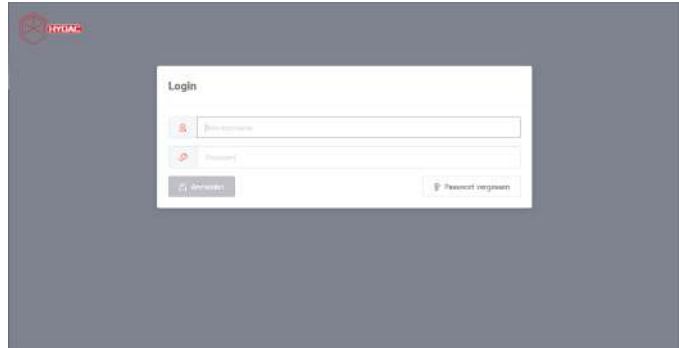 HYDAC
Login
Benutzername
Passwort
Anmelden
Passwort vergessen